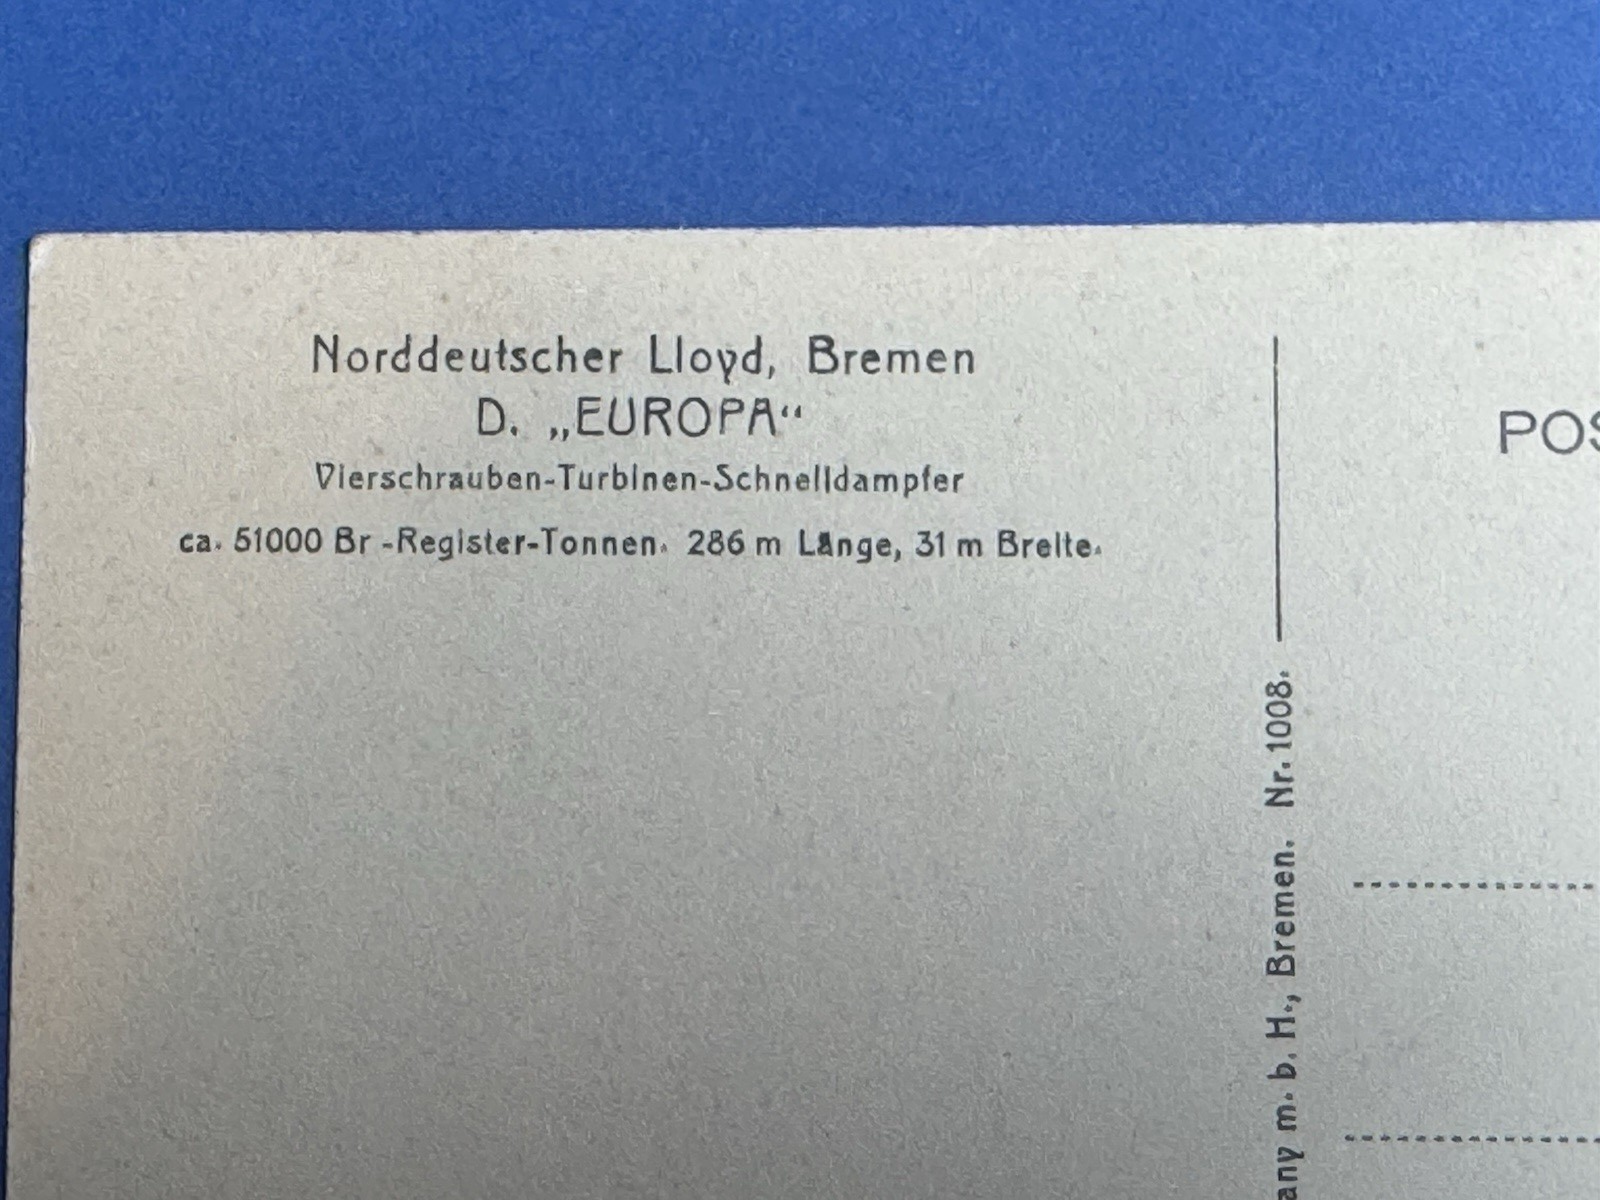 Norddeutscher Lloyd, Bremen
D. „EUROPA“
Vierschrauben-Turbinen-Schnelldampfer
ca. 51000 Br.-Register-Tonnen. 286 m Länge, 31 m Breite.
m. b. H., Bremen. Nr. 1008.